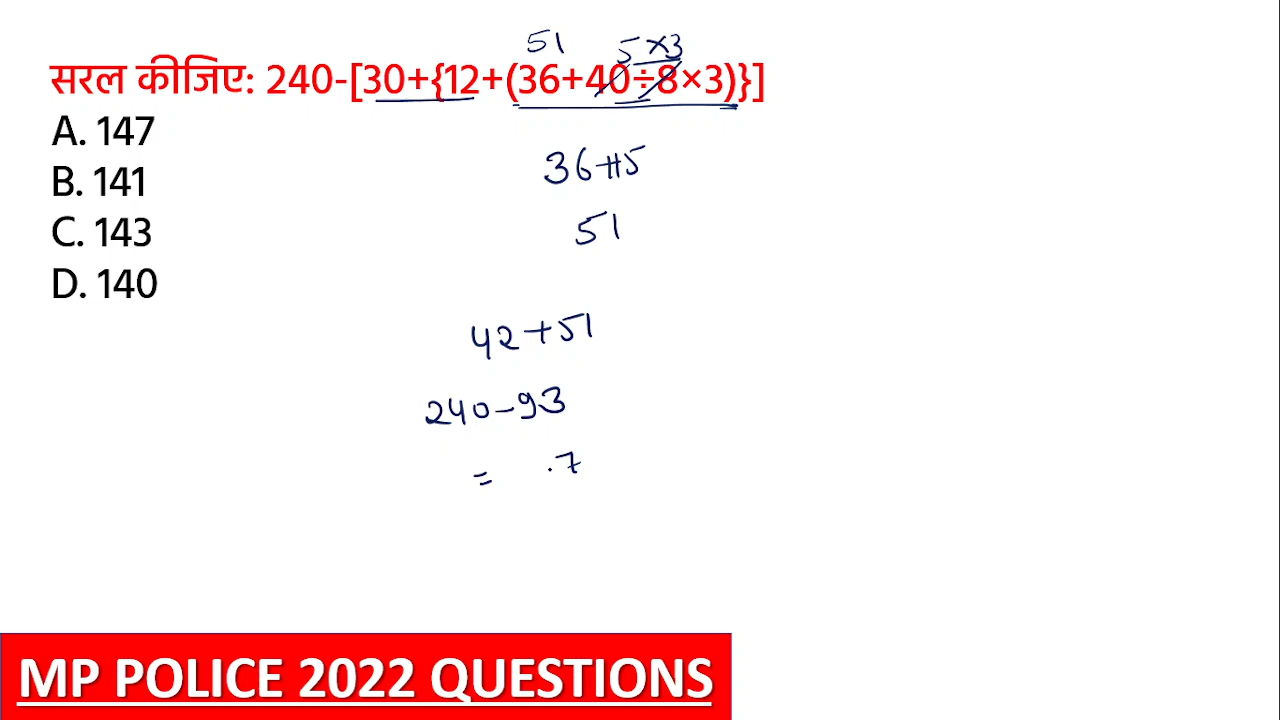 51
5×3
सरल कीजिए: 240-[30+{12+(36+40÷8×3)}]
A. 147
B. 141
C. 143
D. 140
36+15
51
42+51
240-93
= .7
MP POLICE 2022 QUESTIONS